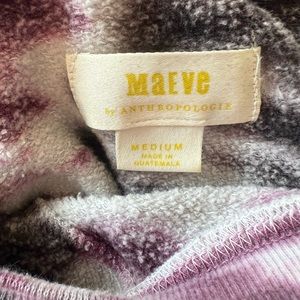 MaEve
by ANTHROPOLOGIE
MEDIUM
MADE IN
GUATEMALA